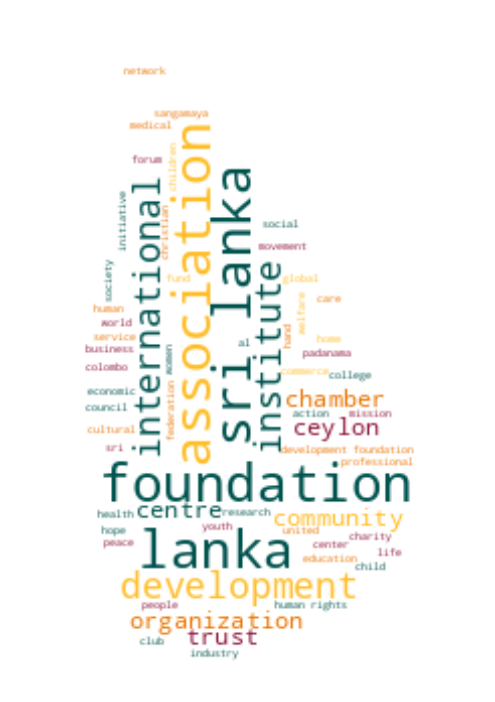 network
sangamaya
medical
association
forum
children
sri lanka
international
initiative
christian
social
movement
society
institute
fund
global
welfare
care
human
world
service
hand
home
al
business
women
padanama
colombo
federation
commerce
college
economic
chamber
council
action
mission
cultural
ceylon
sri
development foundation
professional
foundation
health
centre
research
community
youth
hope
united
lanka
peace
center
charity
life
education
child
development
people
human rights
organization
trust
club
industry